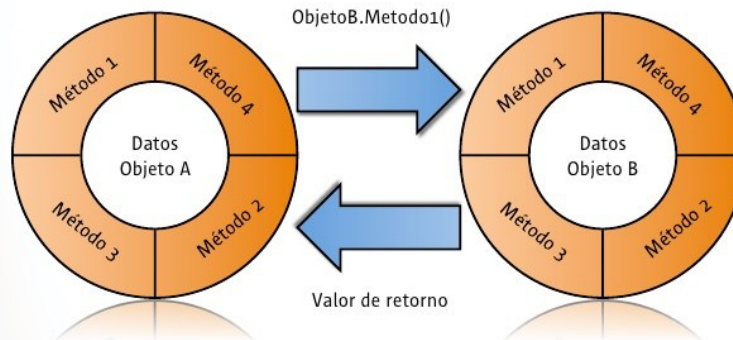 ObjetoB.Metodo1()
Método 1
Método 4
Datos
Objeto A
Método 3
Método 2
Método 1
Método 4
Datos
Objeto B
Método 3
Método 2
Valor de retorno